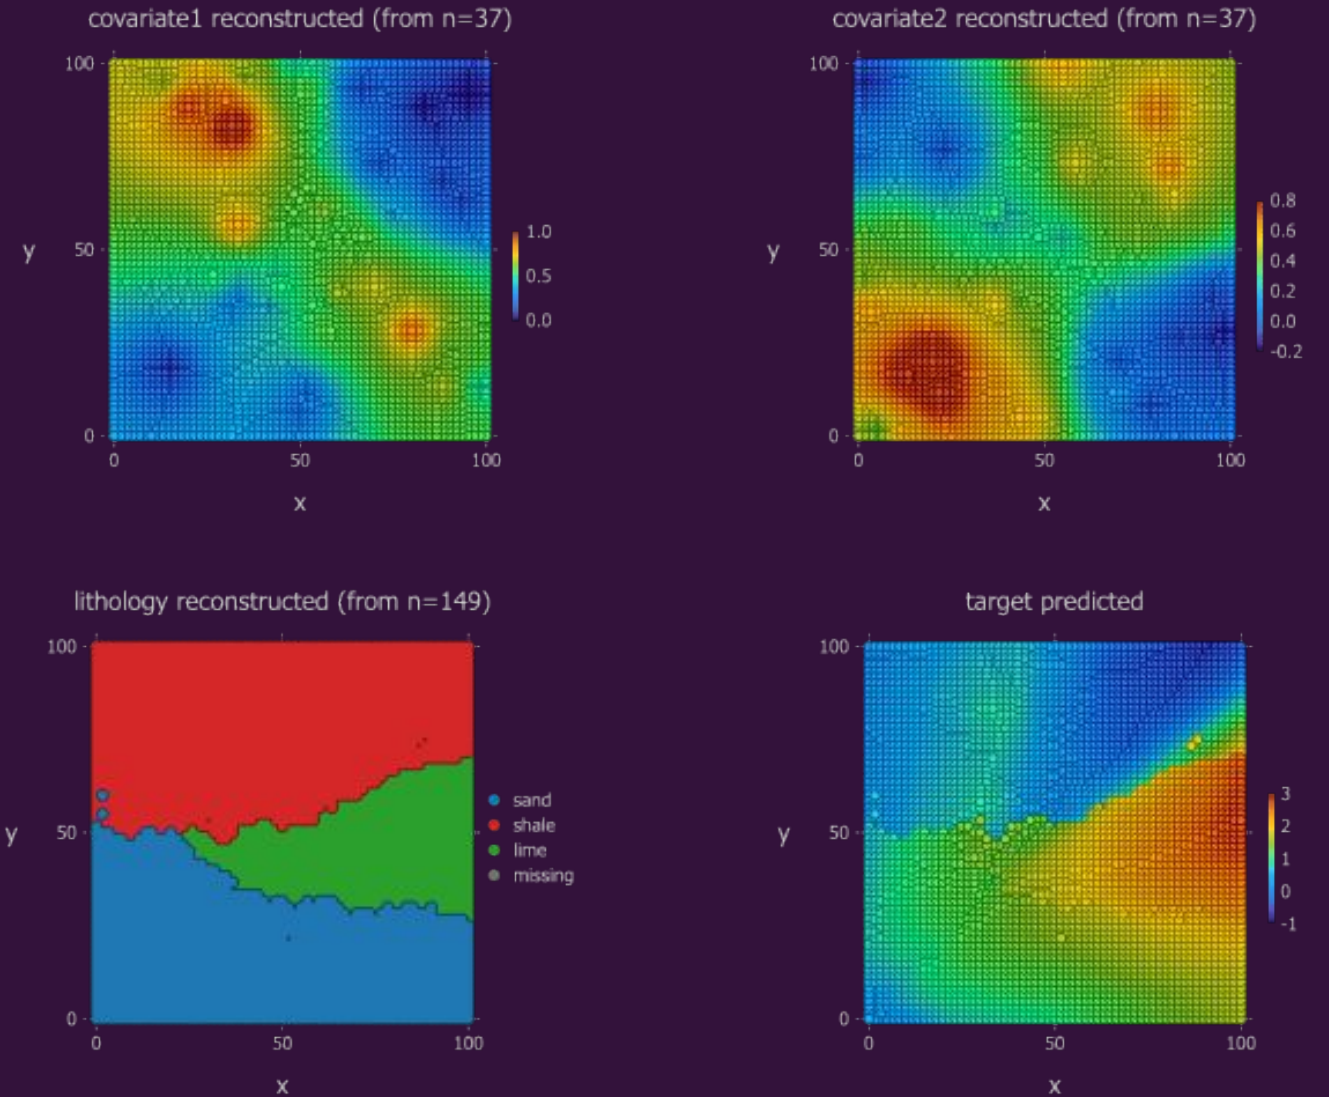 covariate1 reconstructed (from n=37)
100
50
0
y
0 50 100
x
1.0
0.5
0.0
covariate2 reconstructed (from n=37)
100
50
0
y
0 50 100
x
0.8
0.6
0.4
0.2
0.0
-0.2
lithology reconstructed (from n=149)
100
50
0
y
0 50 100
x
sand
shale
lime
missing
target predicted
100
50
0
y
0 50 100
x
3
2
1
0
-1